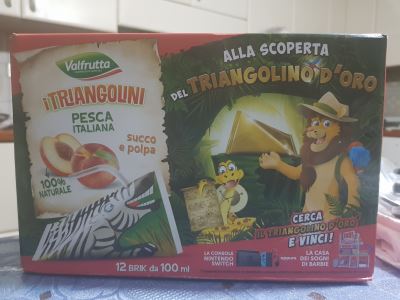 Valfrutta
i TRIANGOLINI
PESCA
ITALIANA
succo e
polpa
100%
NATURALE
12 BRIK da 100 ml
ALLA SCOPERTA
DEL TRIANGOLINO D'ORO
CERCA
IL TRIANGOLINO D'ORO
E VINCI!
LA CONSOLE
NINTENDO
SWITCH
LA CASA
DEI SOGNI
DI BARBIE